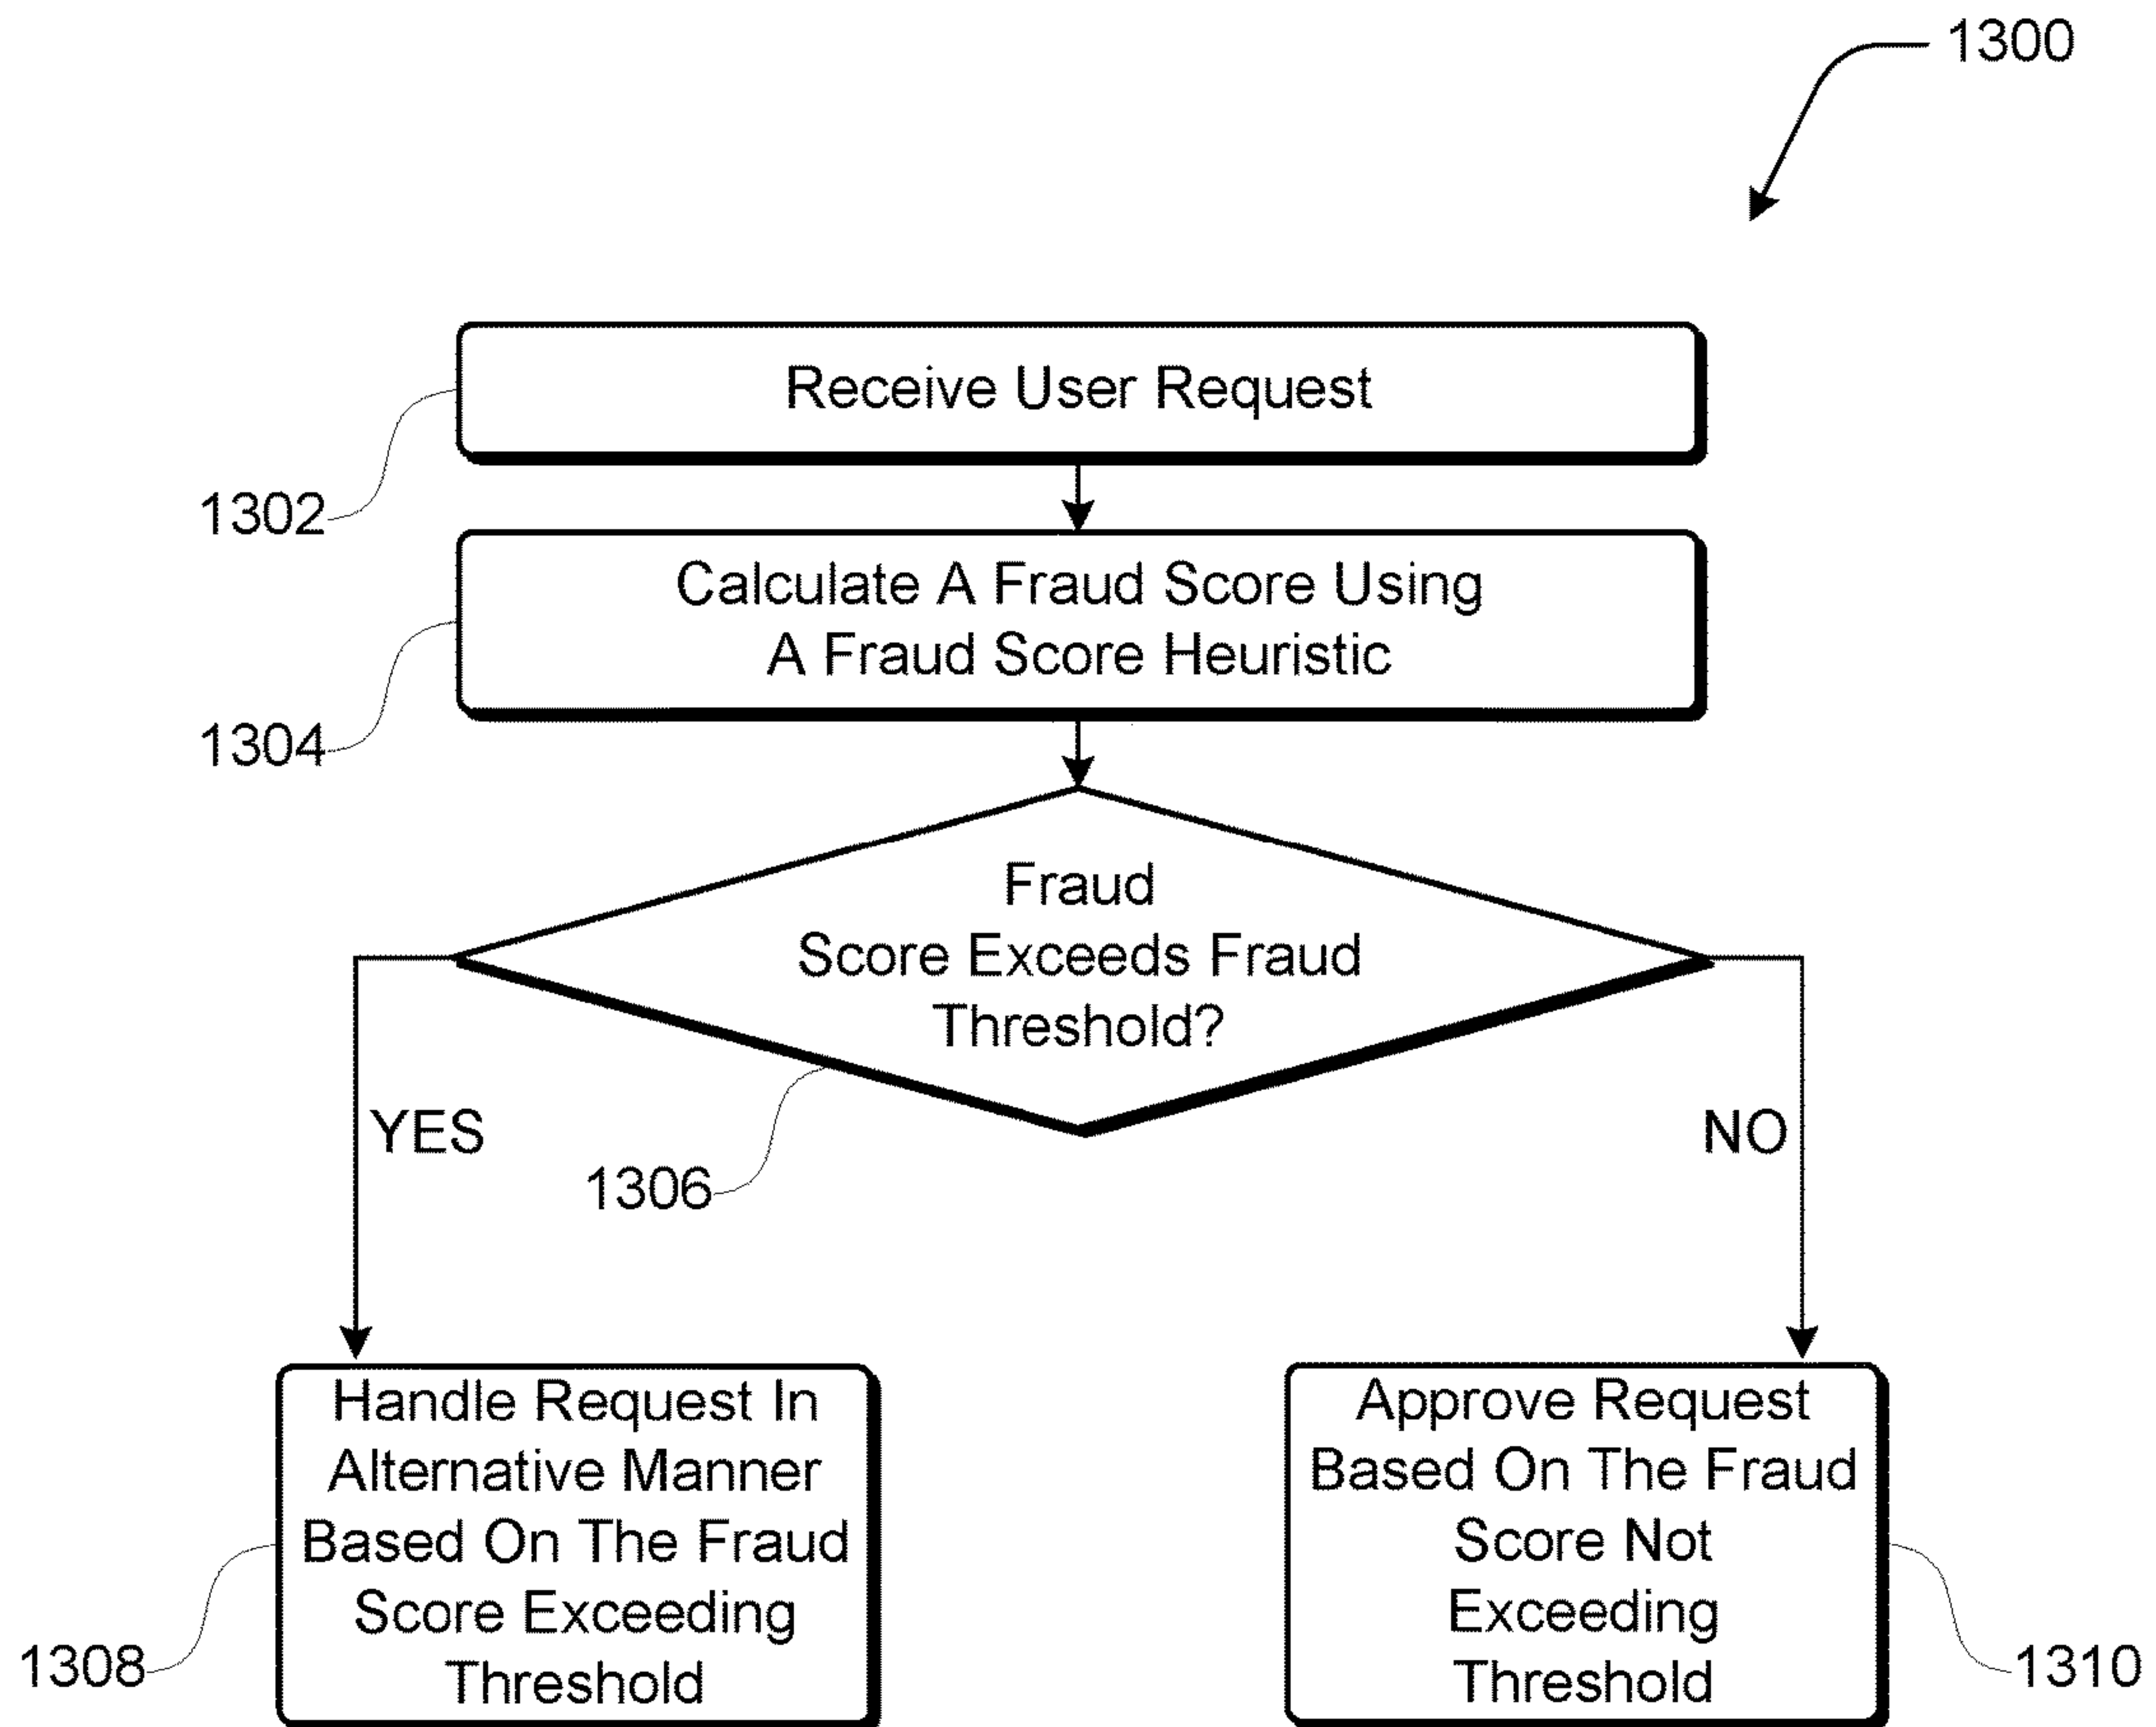 1300
Receive User Request
1302
Calculate A Fraud Score Using
A Fraud Score Heuristic
1304
Fraud
Score Exceeds Fraud
Threshold?
YES
NO
1306
Handle Request In
Alternative Manner
Based On The Fraud
Score Exceeding
Threshold
1308
Approve Request
Based On The Fraud
Score Not
Exceeding
Threshold
1310